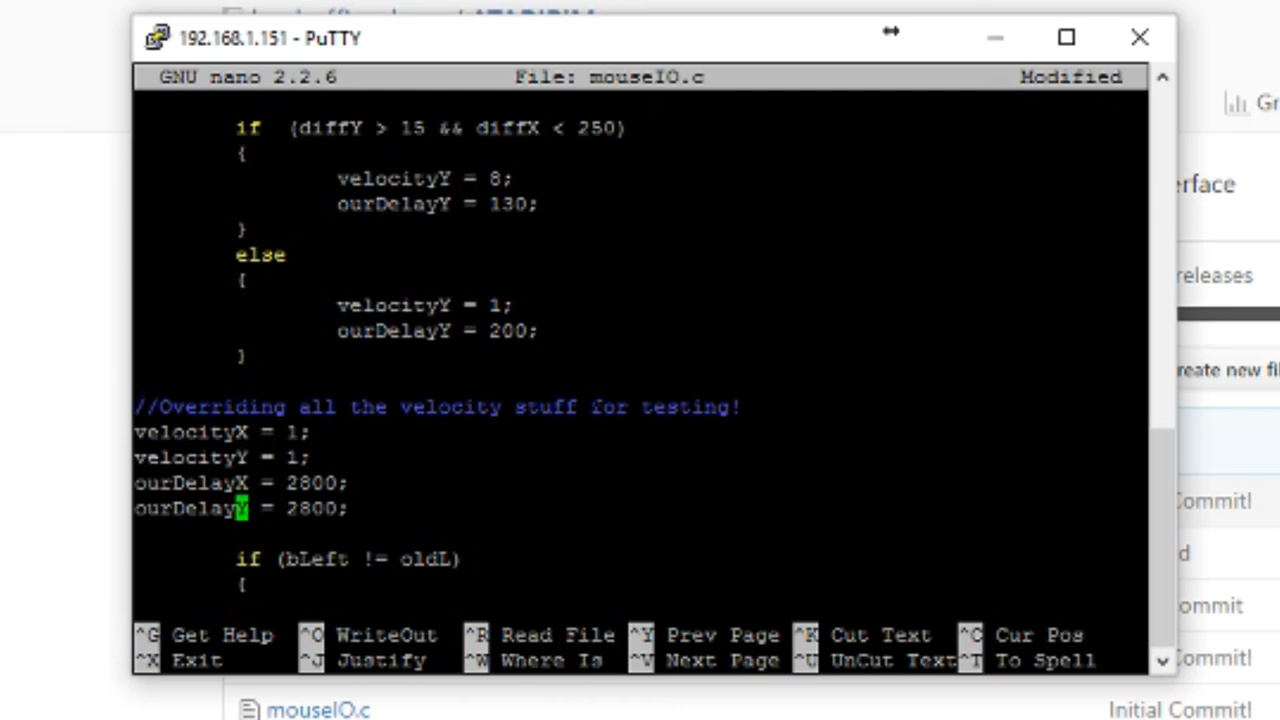 192.168.1.151 - PuTTY
GNU nano 2.2.6 File: mouseIO.c Modified
Gr
if (diffY > 15 && diffX < 250)
{
velocityY = 8;
erface
ourDelayY = 130;
}
else
releases
{
velocityY = 1;
ourDelayY = 200;
}
reate new fil
//Overriding all the velocity stuff for testing!
velocityX = 1;
velocityY = 1;
ourDelayX = 2800;
Commit!
ourDelayY = 2800;
if (bLeft != oldL)
d
{
ommit
^G Get Help ^O WriteOut ^R Read File ^Y Prev Page ^K Cut Text ^C Cur Pos
^X Exit ^J Justify ^W Where Is ^V Next Page ^U UnCut Text ^T To Spell
Commit!
mouseIO.c Initial Commit!